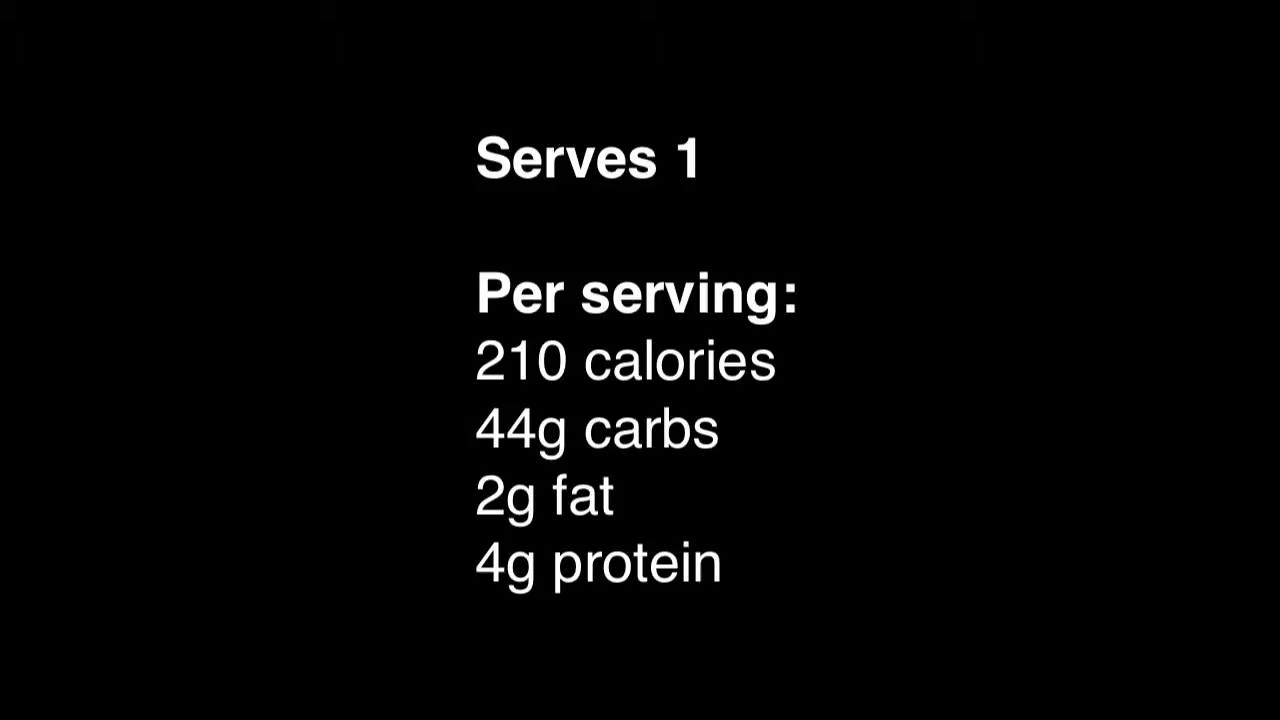 Serves 1
Per serving:
210 calories
44g carbs
2g fat
4g protein